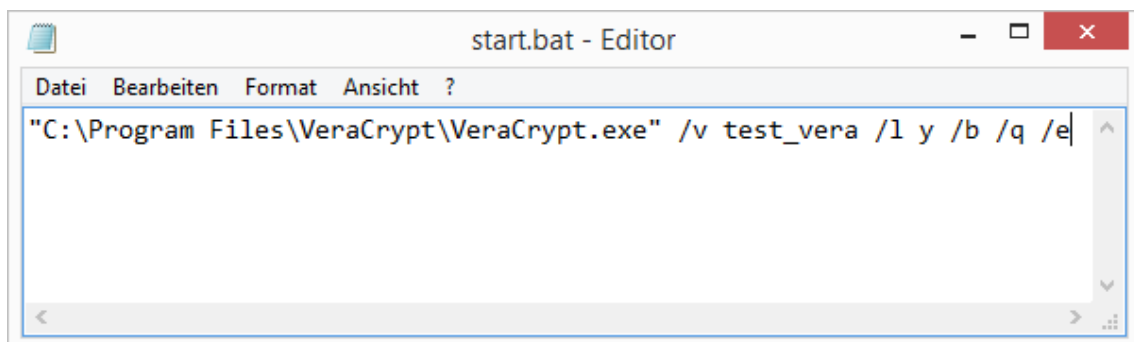 start.bat - Editor
Datei Bearbeiten Format Ansicht ?
"C:\Program Files\VeraCrypt\VeraCrypt.exe" /v test_vera /l y /b /q /e